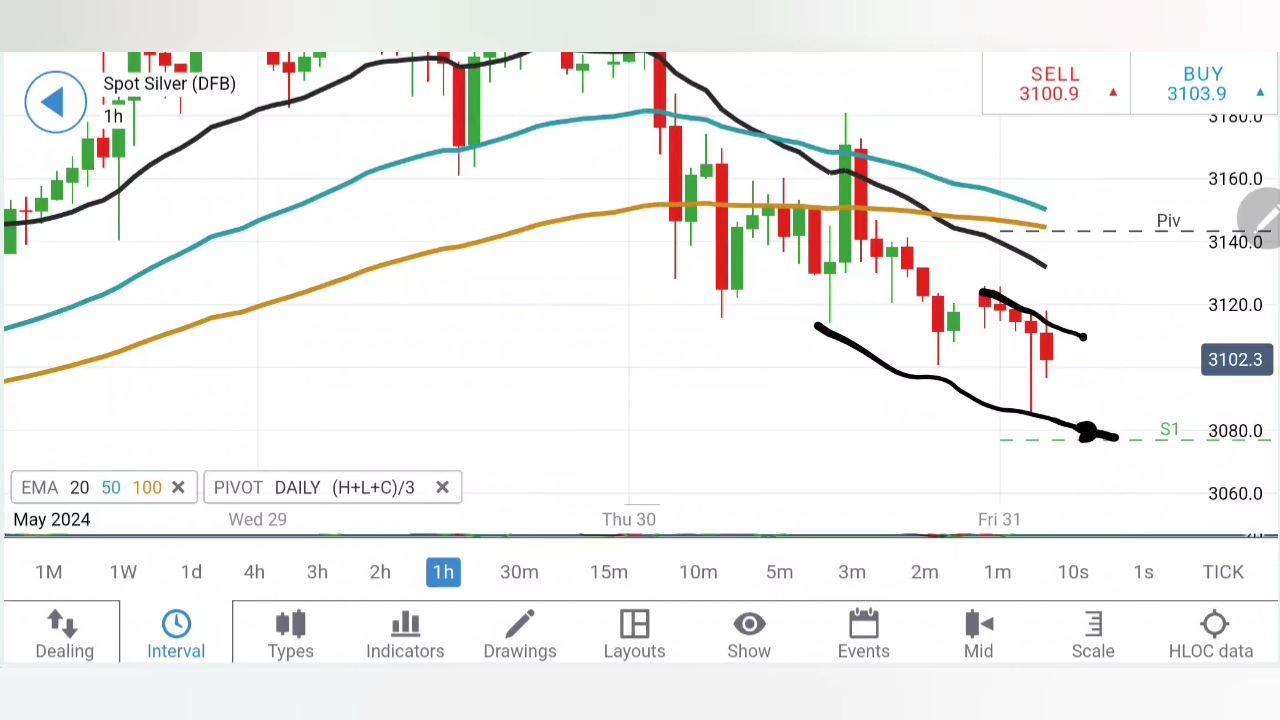 Spot Silver (DFB)
1h
SELL
3100.9
BUY
3103.9
3180.0
3160.0
Piv
3140.0
3120.0
3102.3
S1
3080.0
3060.0
EMA 20 50 100
PIVOT DAILY (H+L+C)/3
May 2024 Wed 29 Thu 30 Fri 31
1M 1W 1d 4h 3h 2h 1h 30m 15m 10m 5m 3m 2m 1m 10s 1s TICK
Dealing Interval Types Indicators Drawings Layouts Show Events Mid Scale HLOC data